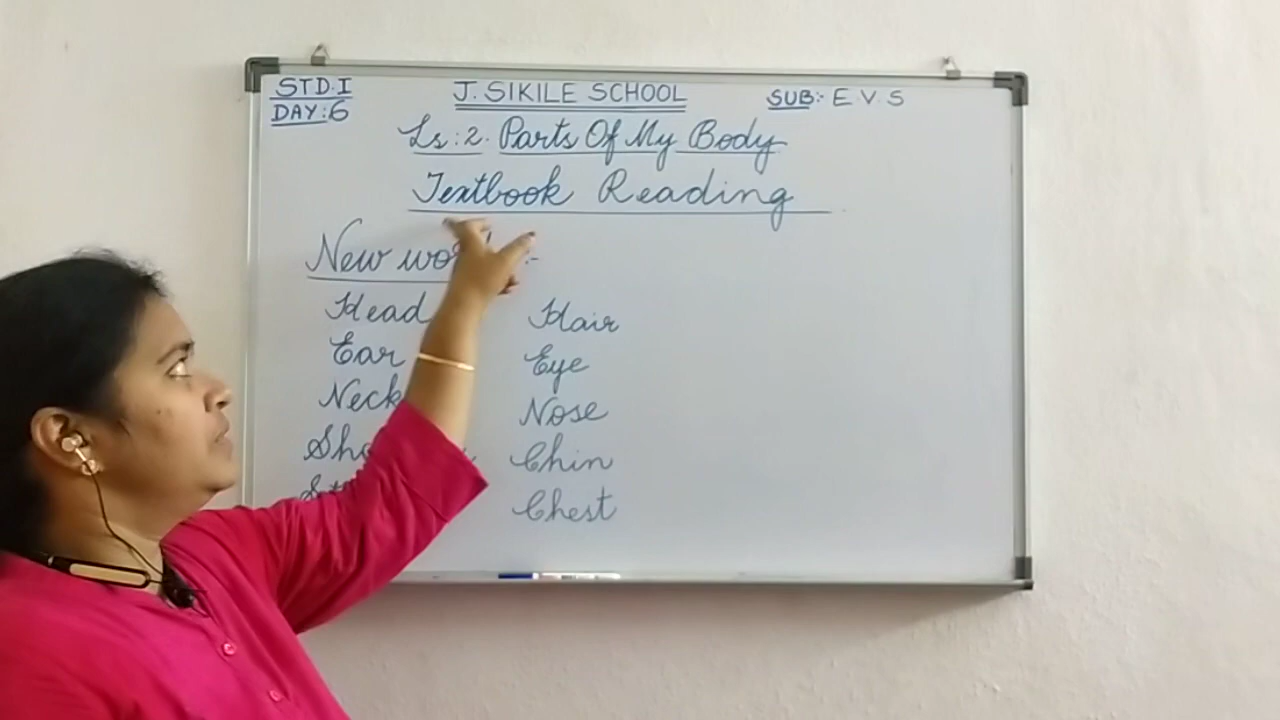 STD.I J. SIKILE SCHOOL SUB:- E V S
DAY:6
Ls:2. Parts Of My Body
Textbook Reading
New
Head Hair
Ear Eye
Neck Nose
Chin
Chest